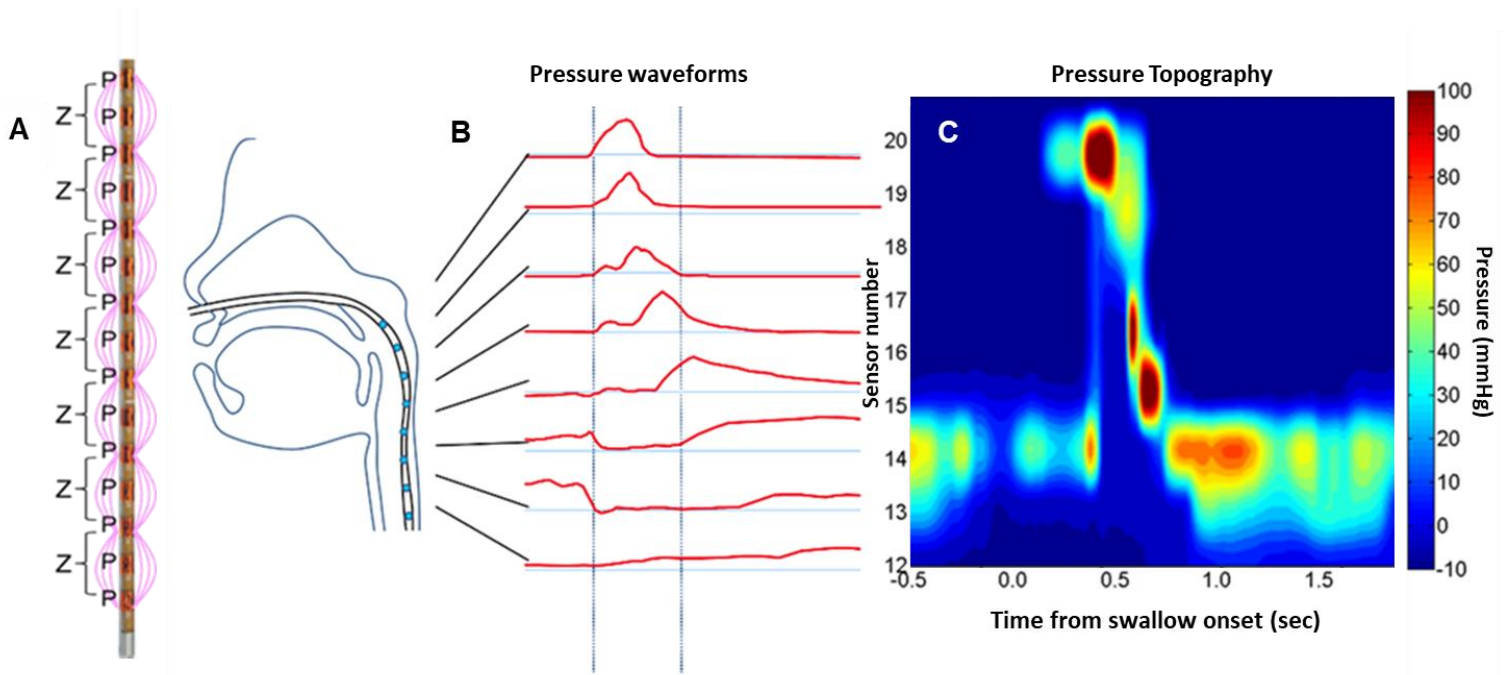 A
P
Z P
P
Z P
P
Z P
P
Z P
P
Z P
P
Z P
P
Z P
P
Pressure waveforms
B
Pressure Topography
C
Sensor number
20
19
18
17
16
15
14
13
12
-0.5 0.0 0.5 1.0 1.5
Time from swallow onset (sec)
100
90
80
70
60
50
40
30
20
10
0
-10
Pressure (mmHg)